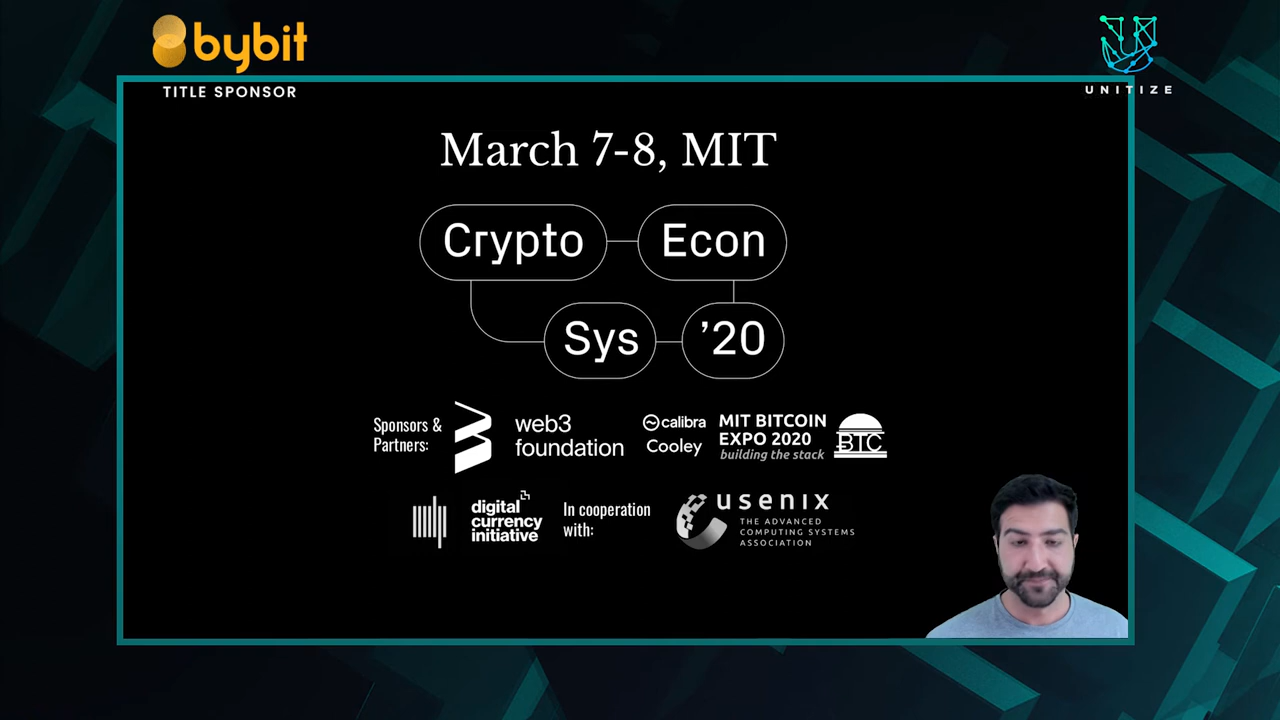 bybit
TITLE SPONSOR
UNITIZE
March 7-8, MIT
Crypto Econ
Sys ’20
Sponsors &
Partners:
web3
foundation
calibra
Cooley
MIT BITCOIN
EXPO 2020
building the stack
BTC
digital
currency
initiative
In cooperation
with:
usenix
THE ADVANCED
COMPUTING SYSTEMS
ASSOCIATION